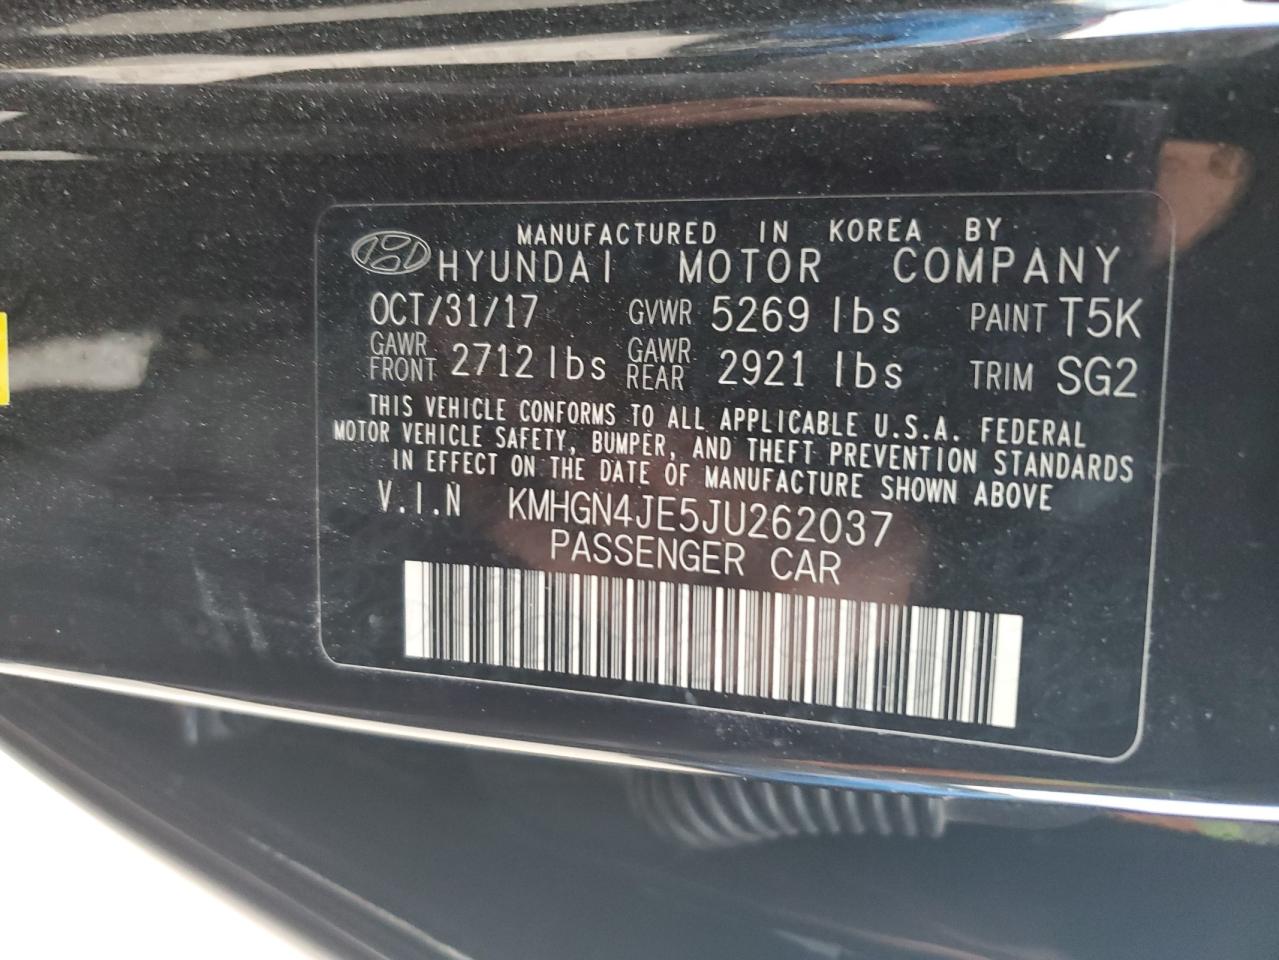 MANUFACTURED IN KOREA BY
HYUNDAI MOTOR COMPANY
OCT/31/17 GVWR 5269 lbs PAINT T5K
GAWR FRONT 2712 lbs GAWR REAR 2921 lbs TRIM SG2
THIS VEHICLE CONFORMS TO ALL APPLICABLE U.S.A. FEDERAL
MOTOR VEHICLE SAFETY, BUMPER, AND THEFT PREVENTION STANDARDS
IN EFFECT ON THE DATE OF MANUFACTURE SHOWN ABOVE
V.I.N KMHGN4JE5JU262037
PASSENGER CAR